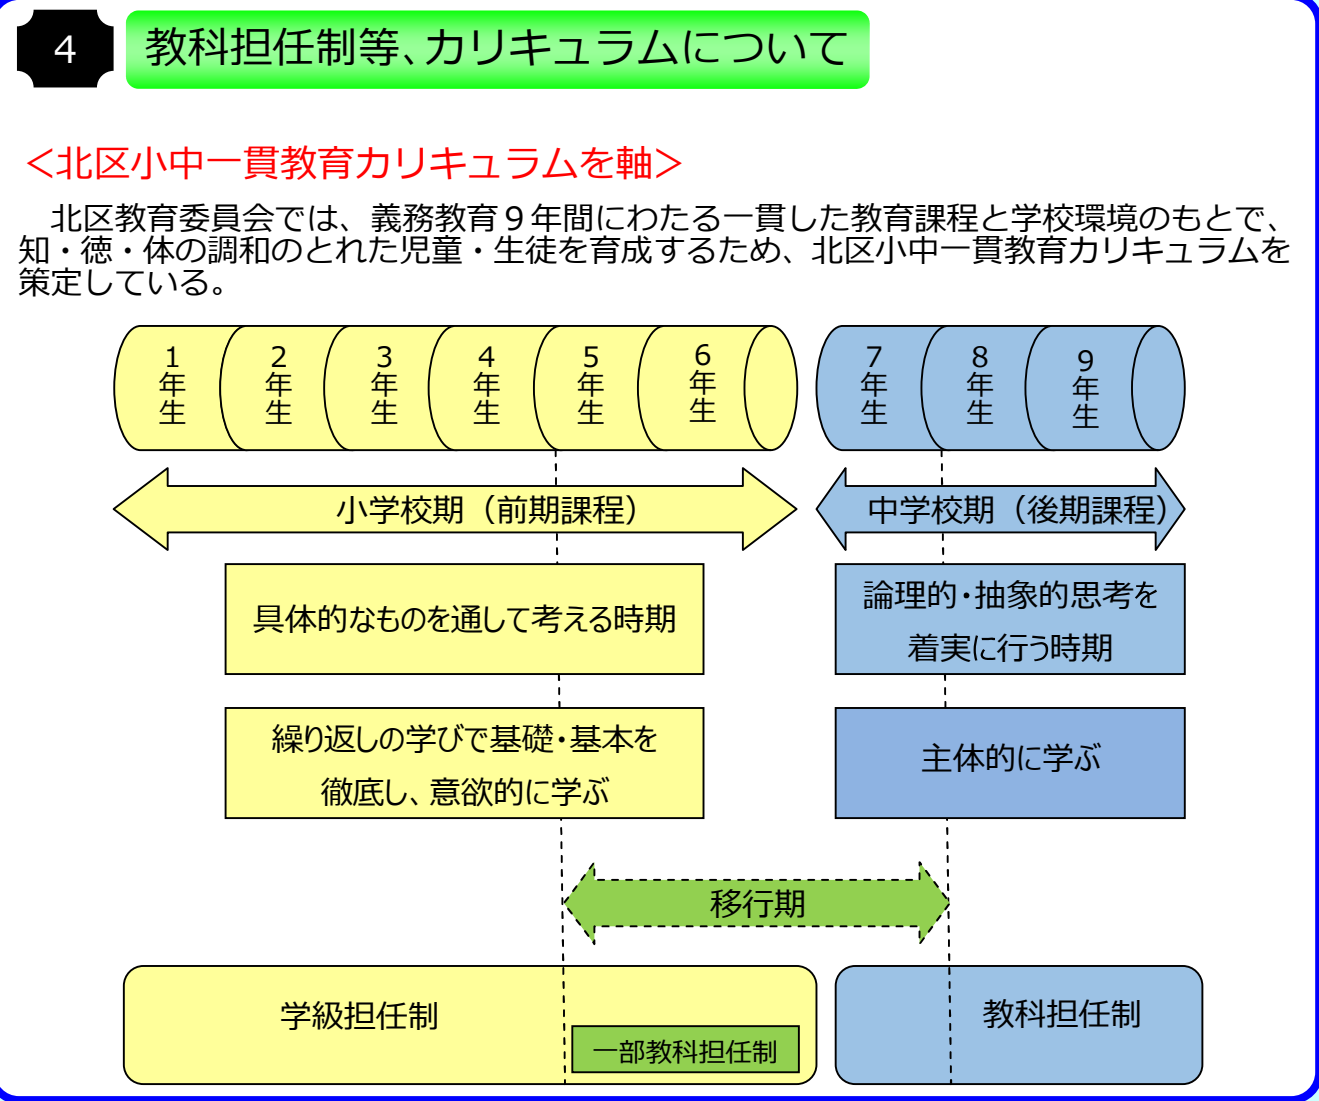 ４
教科担任制等、カリキュラムについて
＜北区小中一貫教育カリキュラムを軸＞
　北区教育委員会では、義務教育９年間にわたる一貫した教育課程と学校環境のもとで、
知・徳・体の調和のとれた児童・生徒を育成するため、北区小中一貫教育カリキュラムを
策定している。
１年生
２年生
３年生
４年生
５年生
６年生
７年生
８年生
９年生
小学校期（前期課程）
中学校期（後期課程）
具体的なものを通して考える時期
論理的・抽象的思考を
着実に行う時期
繰り返しの学びで基礎・基本を
徹底し、意欲的に学ぶ
主体的に学ぶ
移行期
学級担任制
一部教科担任制
教科担任制